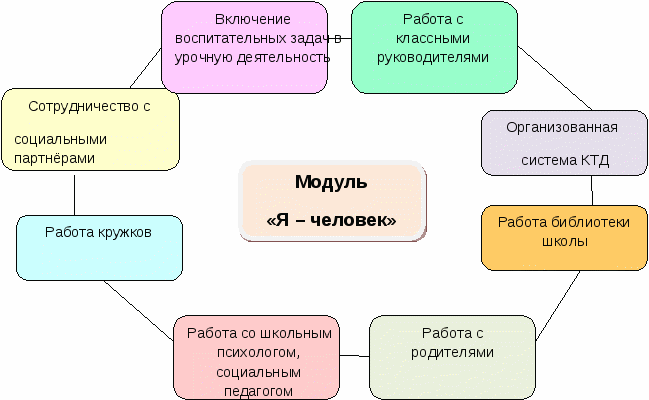 Включение
воспитательных задач в
урочную деятельность
Работа с
классными
руководителями
Сотрудничество с
социальными
партнёрами
Организованная
система КТД
Модуль
«Я – человек»
Работа кружков
Работа библиотеки
школы
Работа со школьным
психологом,
социальным
педагогом
Работа с
родителями